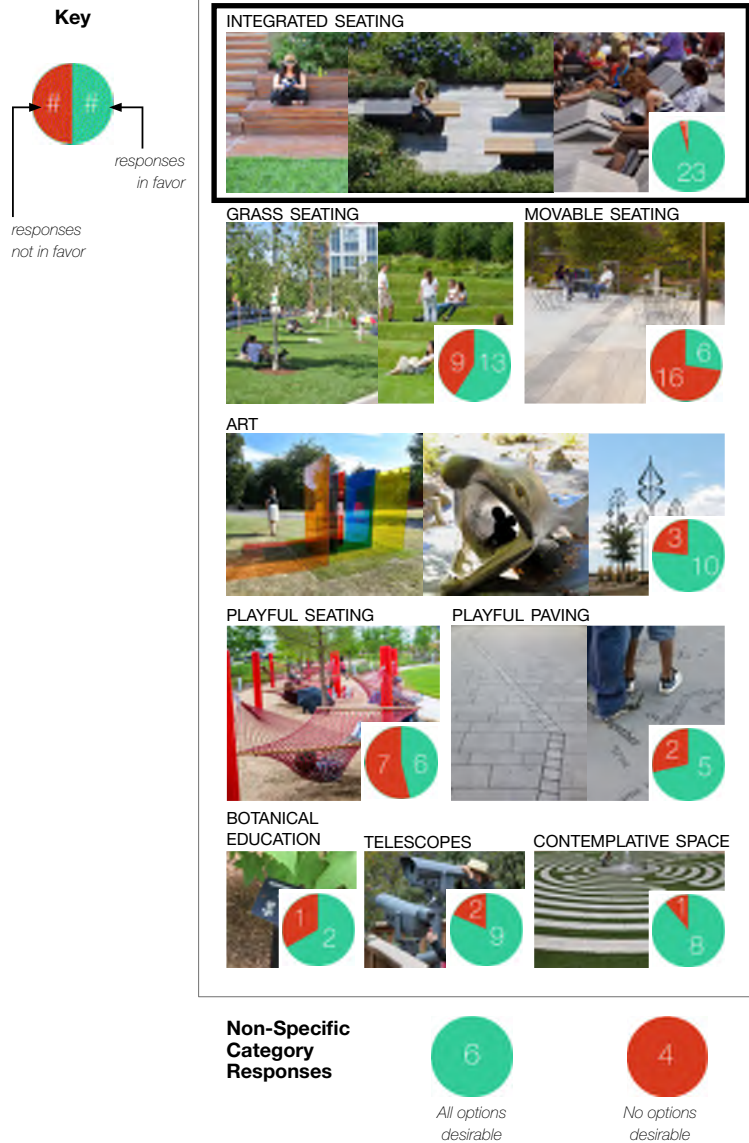 Key
# #
responses
in favor
responses
not in favor
INTEGRATED SEATING
23
GRASS SEATING
9 13
MOVABLE SEATING
6
16
ART
3
10
PLAYFUL SEATING
7 6
PLAYFUL PAVING
2
5
BOTANICAL
EDUCATION
1
2
TELESCOPES
2
9
CONTEMPLATIVE SPACE
1
8
Non-Specific
Category
Responses
6
All options
desirable
4
No options
desirable